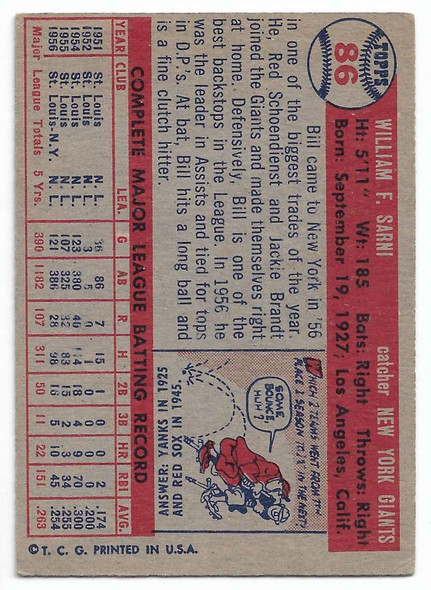 TOPPS
86
WILLIAM F. SARNI catcher NEW YORK GIANTS
Ht: 5'11" Wt: 185 Bats: Right Throws: Right
Born: September 19, 1927; Los Angeles, Calif.
Bill came to New York in '56
in one of the biggest trades of the year.
He, Red Schoendienst and Jackie Brandt
joined the Giants and made themselves right
at home. Defensively, Bill is one of the
best backstops in the League. In 1956 he
was the leader in Assists and tied for tops
in D.P.'s. At bat, Bill hits a long ball and
is a fine clutch hitter.
WHICH 2 TEAMS WENT FROM 1ST
PLACE 1 SEASON TO 7TH IN THE NEXT?
SOME
BOUNCE,
HUH?
ANSWER: YANKS IN 1925
AND RED SOX IN 1945.
COMPLETE MAJOR LEAGUE BATTING RECORD
YEAR CLUB LEA. G AB R H 2B 3B HR RBI AVG.
1951 St. Louis N. L. 36 86 7 15 1 0 0 2 .174
1952 St. Louis N. L. 3 5 0 1 0 0 0 0 .200
1954 St. Louis N. L. 123 380 40 114 18 4 9 70 .300
1955 St. Louis N. L. 107 325 32 83 15 2 3 34 .255
1956 St. Louis-N.Y. N. L. 121 386 28 98 16 5 10 45 .254
Major League Totals 5 Yrs. 390 1182 107 311 50 11 22 151 .263
© T. C. G. PRINTED IN U.S.A.